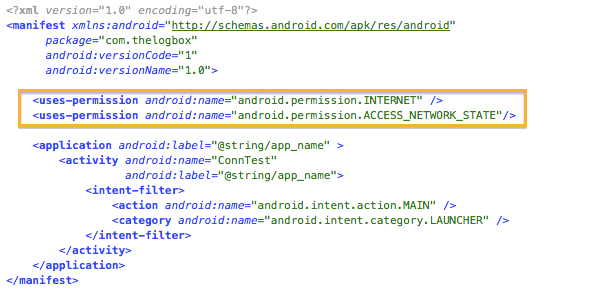 <?xml version="1.0" encoding="utf-8"?>
<manifest xmlns:android="http://schemas.android.com/apk/res/android"
package="com.thelogbox"
android:versionCode="1"
android:versionName="1.0">
<uses-permission android:name="android.permission.INTERNET" />
<uses-permission android:name="android.permission.ACCESS_NETWORK_STATE"/>
<application android:label="@string/app_name" >
<activity android:name="ConnTest"
android:label="@string/app_name">
<intent-filter>
<action android:name="android.intent.action.MAIN" />
<category android:name="android.intent.category.LAUNCHER" />
</intent-filter>
</activity>
</application>
</manifest>